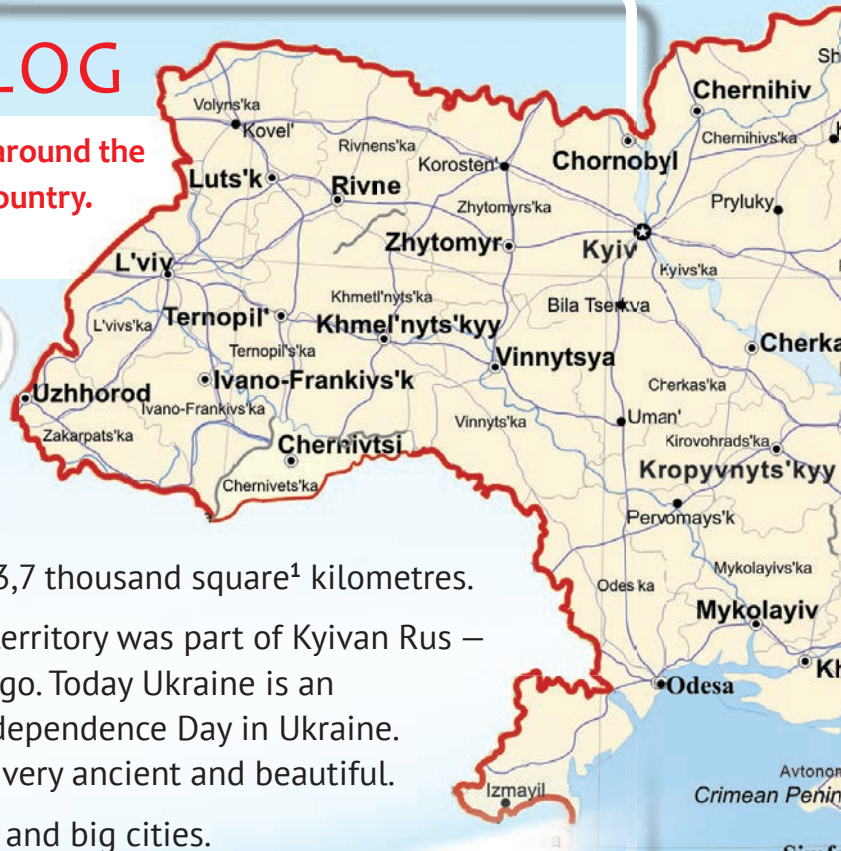 LOG
around the
ountry.
Chernihiv
Volyns'ka
Kovel'
Rivnens'ka
Korosten'
Chornobyl
Chernihivs'ka
Luts'k
Rivne
Zhytomyrs'ka
Pryluky
Zhytomyr
Kyiv
L'viv
Kyivs'ka
Khmetl'nyts'ka
Bila Tserkva
L'vivs'ka
Ternopil'
Khmel'nyts'kyy
Ternopil's'ka
Vinnytsya
Cherka
Uzhhorod
Ivano-Frankivs'k
Cherkas'ka
Ivano-Frankivs'ka
Vinnyts'ka
Uman'
Zakarpats'ka
Chernivtsi
Kirovohrads'ka
Chernivets'ka
Kropyvnyts'kyy
Pervomays'k
3,7 thousand square¹ kilometres.
Mykolayivs'ka
Odes ka
Mykolayiv
erritory was part of Kyivan Rus –
Kh
go. Today Ukraine is an
Odesa
dependence Day in Ukraine.
very ancient and beautiful.
Avtonom
Izmayil
Crimean Penin
and big cities.